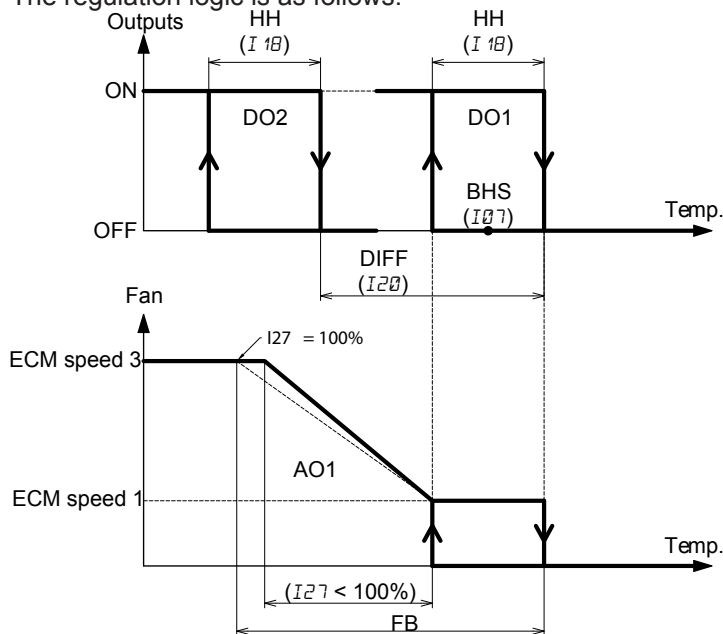 The regulation logic is as follows:
Outputs
HH
(I18)
HH
(I18)
ON
DO2
DO1
BHS
(I07)
Temp.
OFF
DIFF
(I20)
Fan
I27 = 100%
ECM speed 3
AO1
ECM speed 1
Temp.
(I27 < 100%)
FB